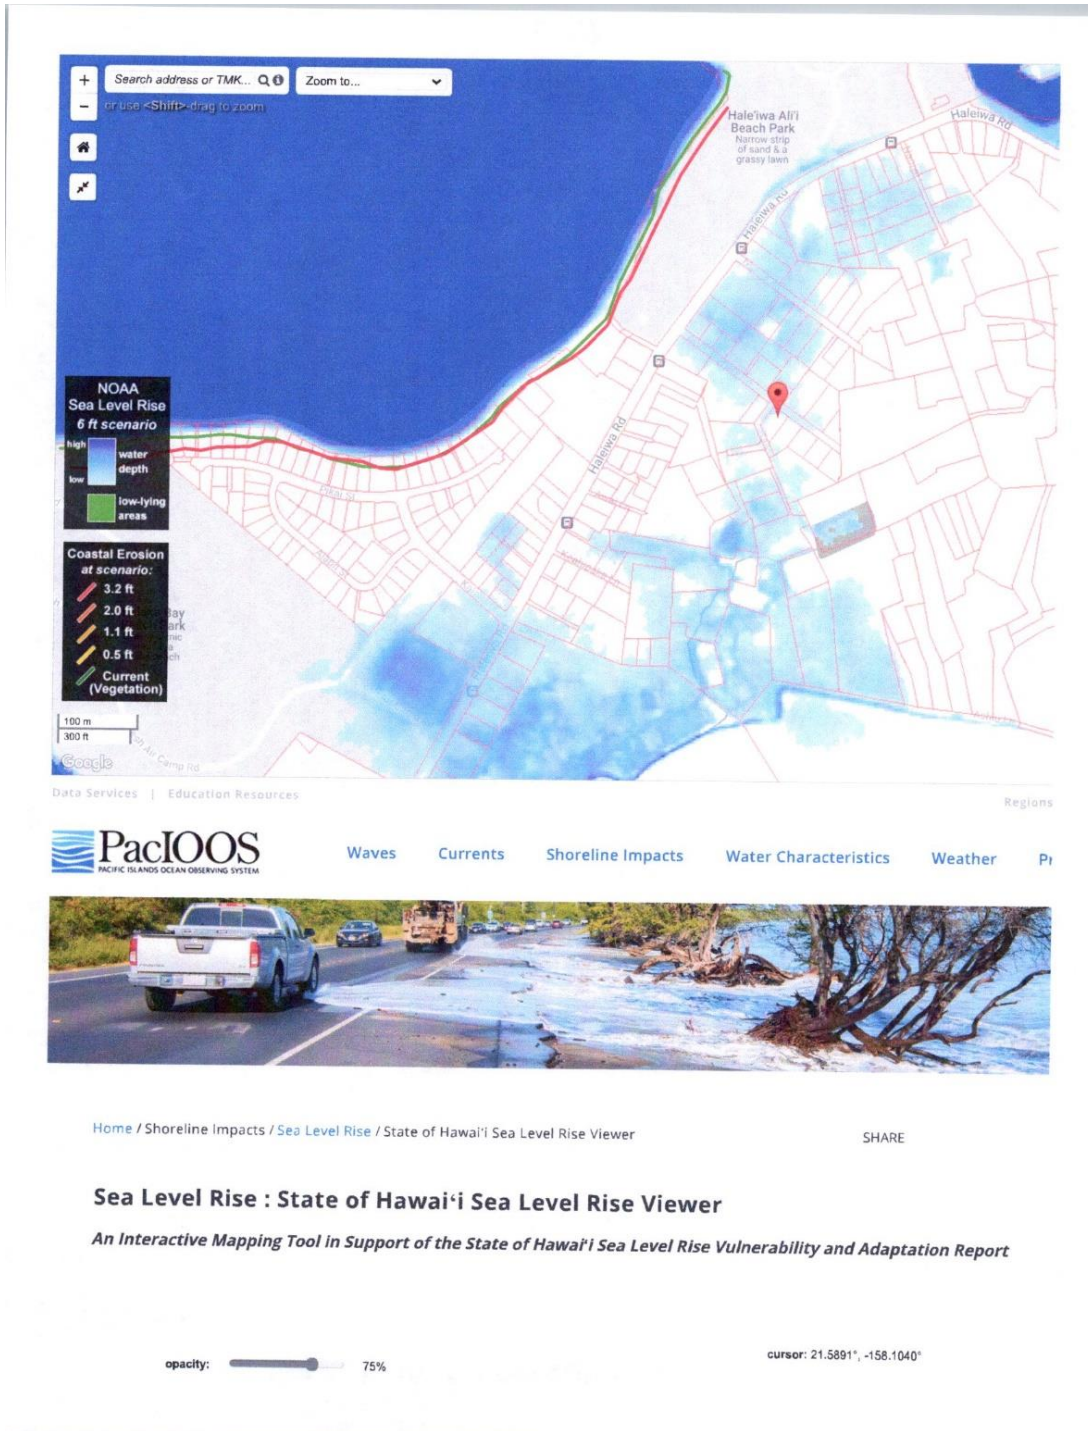 +
Search address or TMK...
Zoom to...
−
or use <Shift>-drag to zoom
Hale'iwa Ali'i
Beach Park
Narrow strip
of sand & a
grassy lawn
Haleiwa Rd
Haleiwa Rd
Haleiwa Rd
NOAA
Sea Level Rise
6 ft scenario
high
water
depth
low
low-lying
areas
Coastal Erosion
at scenario:
3.2 ft
2.0 ft
1.1 ft
0.5 ft
Current
(Vegetation)
Bay
ark
100 m
300 ft
Camp Rd
Google
Data Services | Education Resources
Regions
PacIOOS
PACIFIC ISLANDS OCEAN OBSERVING SYSTEM
Waves Currents Shoreline Impacts Water Characteristics Weather Pr
Home / Shoreline Impacts / Sea Level Rise / State of Hawai'i Sea Level Rise Viewer
SHARE
Sea Level Rise : State of Hawaiʻi Sea Level Rise Viewer
An Interactive Mapping Tool in Support of the State of Hawaiʻi Sea Level Rise Vulnerability and Adaptation Report
opacity: 75%
cursor: 21.5891°, -158.1040°